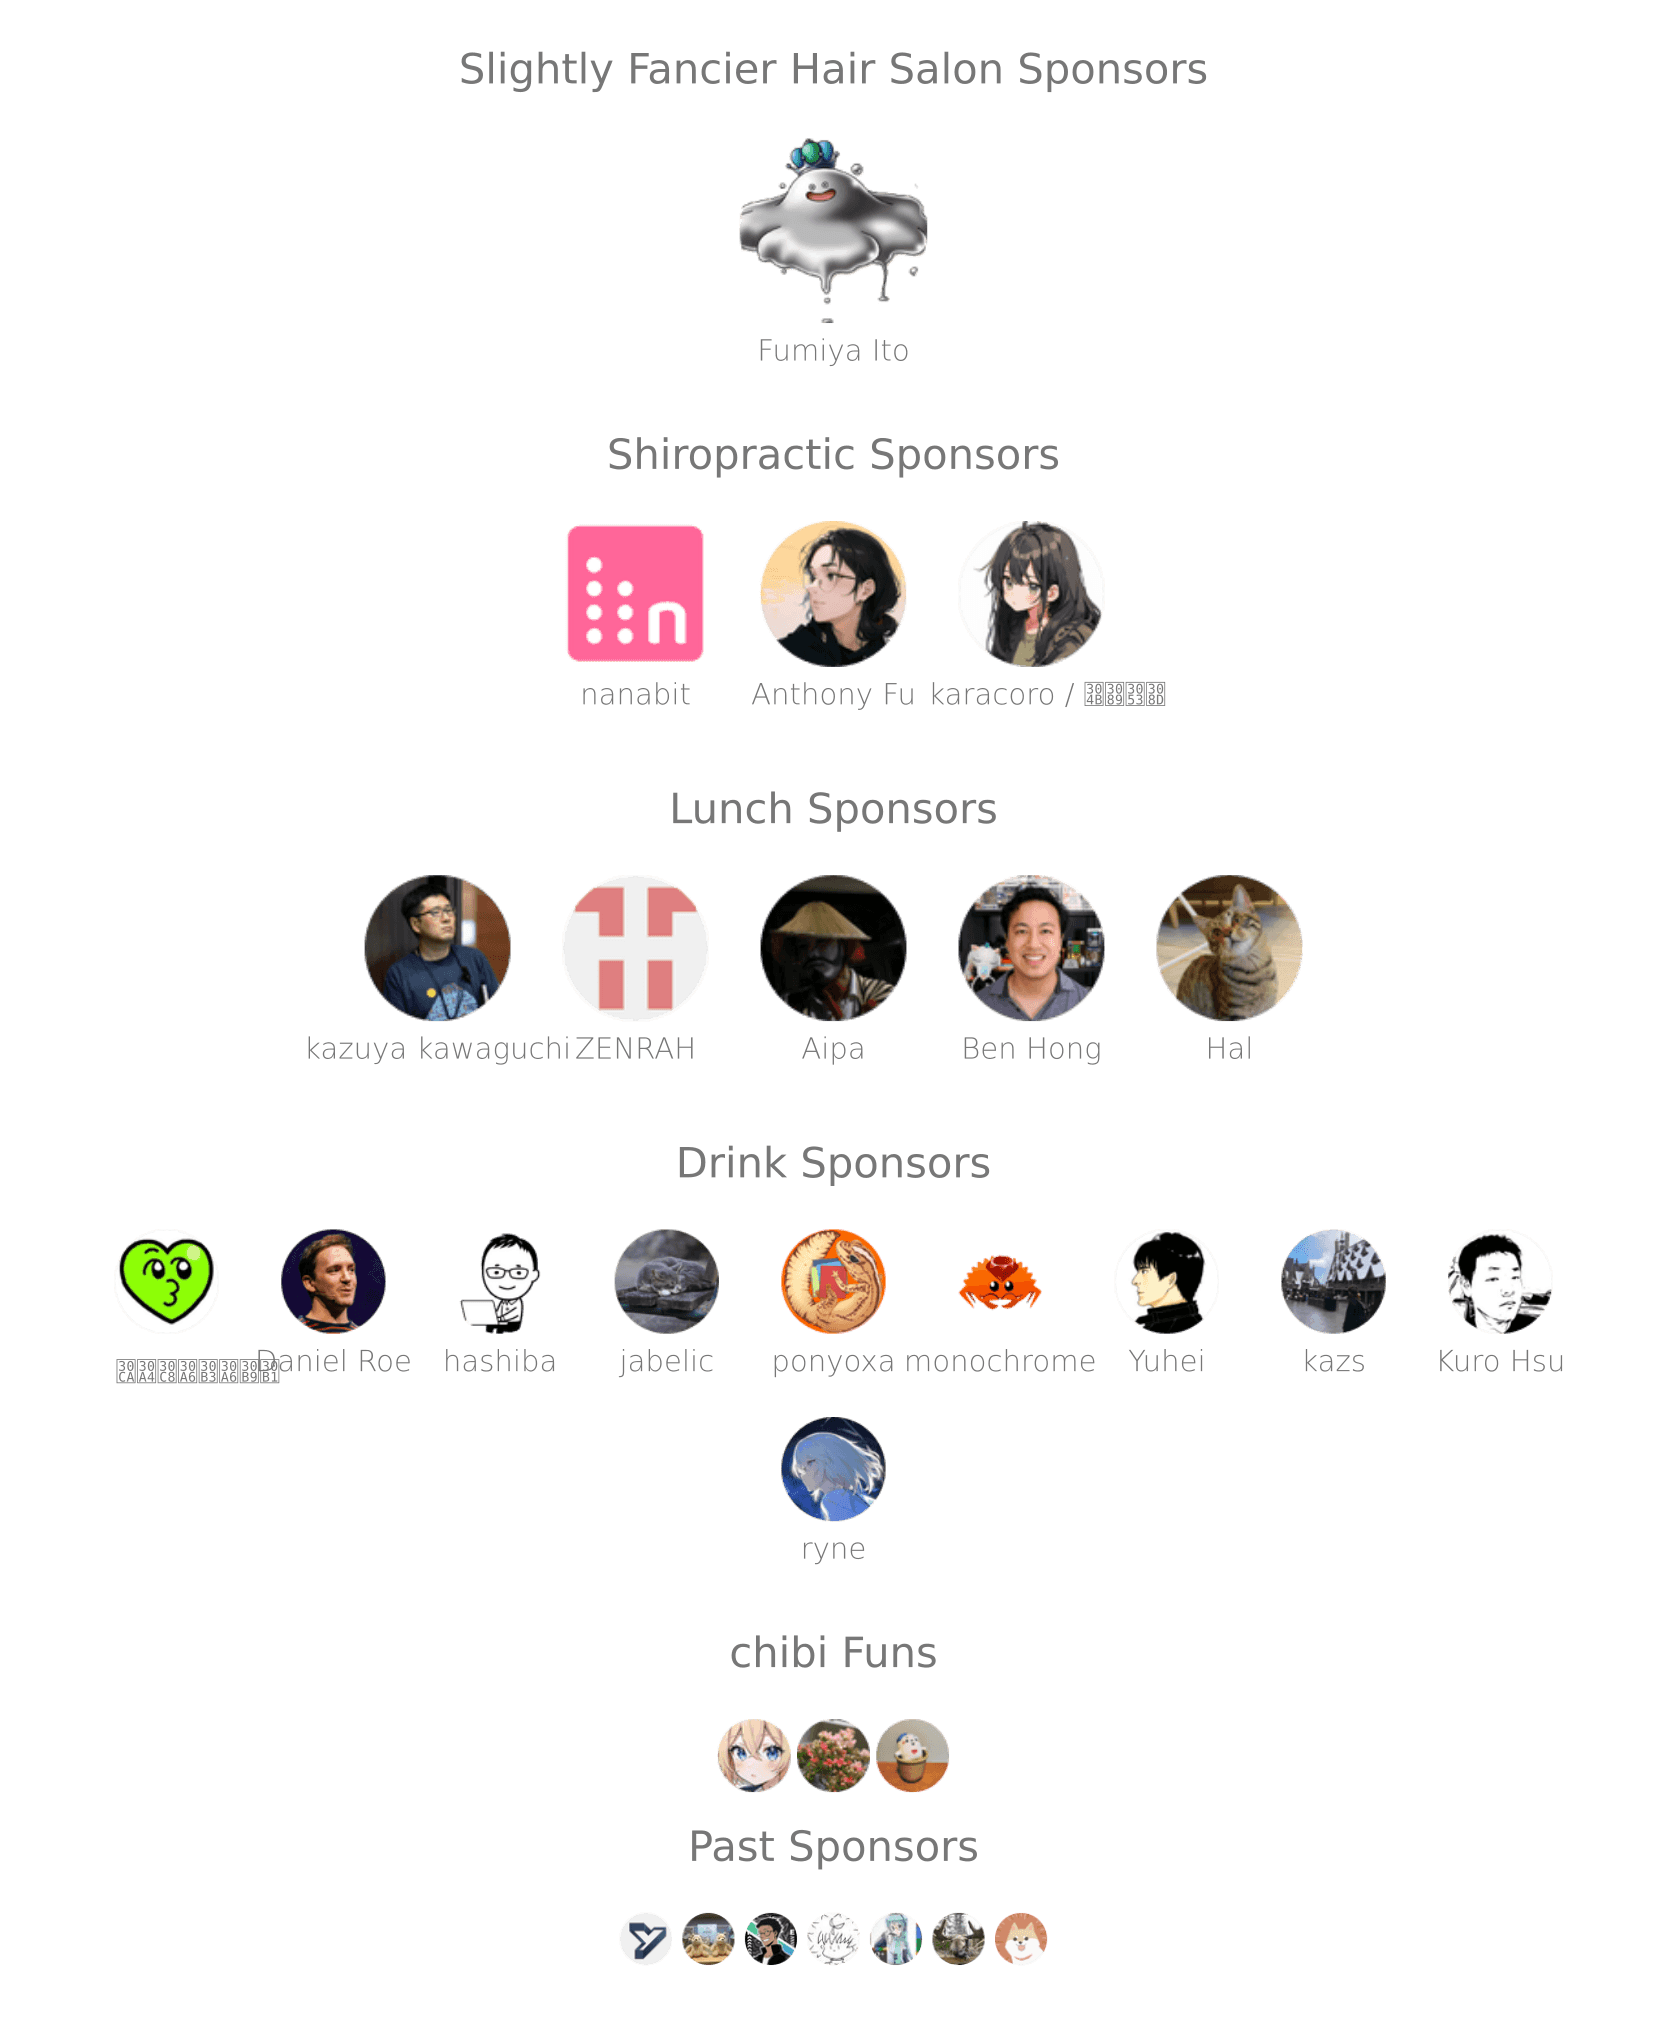 Slightly Fancier Hair Salon Sponsors
Fumiya Ito
Shiropractic Sponsors
nanabit
Anthony Fu
karacoro /
Lunch Sponsors
kazuya kawaguchi
ZENRAH
Aipa
Ben Hong
Hal
Drink Sponsors
Daniel Roe
hashiba
jabelic
ponyoxa
monochrome
Yuhei
kazs
Kuro Hsu
ryne
chibi Funs
Past Sponsors